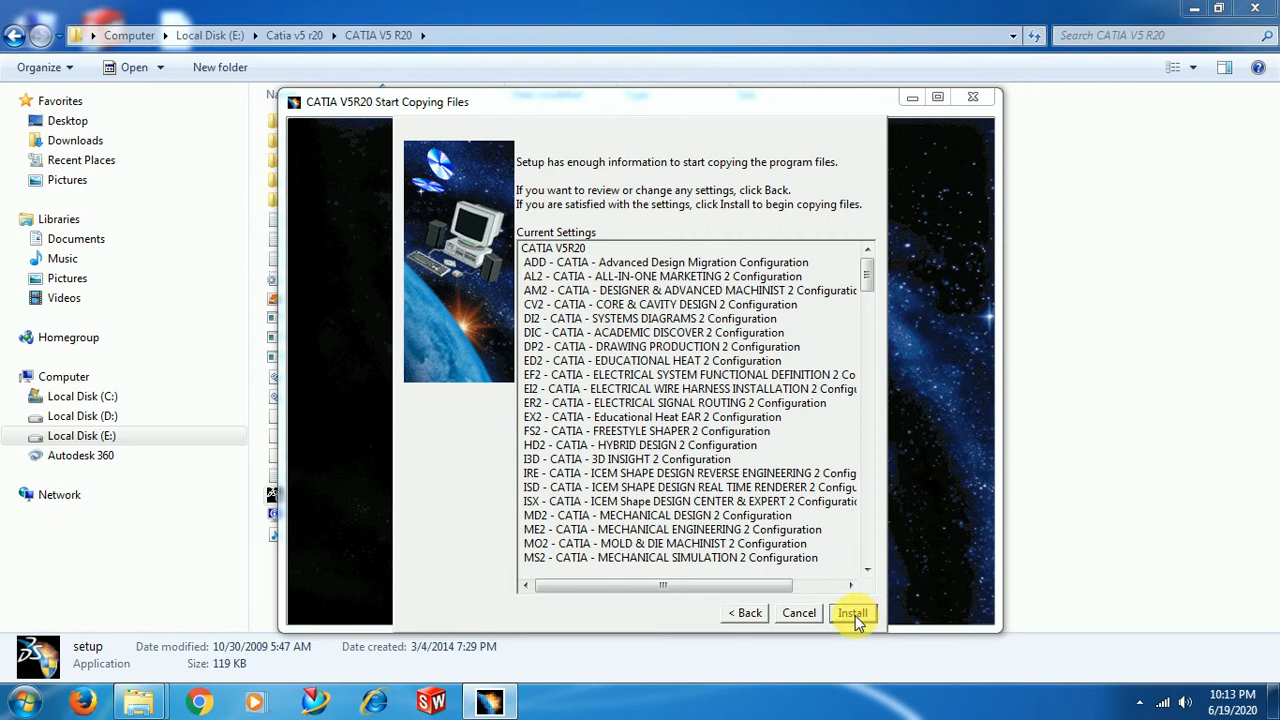 Computer
Local Disk (E:)
Catia v5 r20
CATIA V5 R20
Search CATIA V5 R20
Organize
Open
New folder
Favorites
Desktop
Downloads
Recent Places
Pictures
Libraries
Documents
Music
Pictures
Videos
Homegroup
Computer
Local Disk (C:)
Local Disk (D:)
Local Disk (E:)
Autodesk 360
Network
CATIA V5R20 Start Copying Files
Setup has enough information to start copying the program files.
If you want to review or change any settings, click Back.
If you are satisfied with the settings, click Install to begin copying files.
Current Settings
CATIA V5R20
ADD - CATIA - Advanced Design Migration Configuration
AL2 - CATIA - ALL-IN-ONE MARKETING 2 Configuration
AM2 - CATIA - DESIGNER & ADVANCED MACHINIST 2 Configuratic
CV2 - CATIA - CORE & CAVITY DESIGN 2 Configuration
DI2 - CATIA - SYSTEMS DIAGRAMS 2 Configuration
DIC - CATIA - ACADEMIC DISCOVER 2 Configuration
DP2 - CATIA - DRAWING PRODUCTION 2 Configuration
ED2 - CATIA - EDUCATIONAL HEAT 2 Configuration
EF2 - CATIA - ELECTRICAL SYSTEM FUNCTIONAL DEFINITION 2 Co
EI2 - CATIA - ELECTRICAL WIRE HARNESS INSTALLATION 2 Configu
ER2 - CATIA - ELECTRICAL SIGNAL ROUTING 2 Configuration
EX2 - CATIA - Educational Heat EAR 2 Configuration
FS2 - CATIA - FREESTYLE SHAPER 2 Configuration
HD2 - CATIA - HYBRID DESIGN 2 Configuration
I3D - CATIA - 3D INSIGHT 2 Configuration
IRE - CATIA - ICEM SHAPE DESIGN REVERSE ENGINEERING 2 Config
ISD - CATIA - ICEM SHAPE DESIGN REAL TIME RENDERER 2 Configu
ISX - CATIA - ICEM Shape DESIGN CENTER & EXPERT 2 Configuratic
MD2 - CATIA - MECHANICAL DESIGN 2 Configuration
ME2 - CATIA - MECHANICAL ENGINEERING 2 Configuration
MO2 - CATIA - MOLD & DIE MACHINIST 2 Configuration
MS2 - CATIA - MECHANICAL SIMULATION 2 Configuration
< Back
Cancel
Install
setup
Date modified: 10/30/2009 5:47 AM
Date created: 3/4/2014 7:29 PM
Application
Size: 119 KB
SW
10:13 PM
6/19/2020